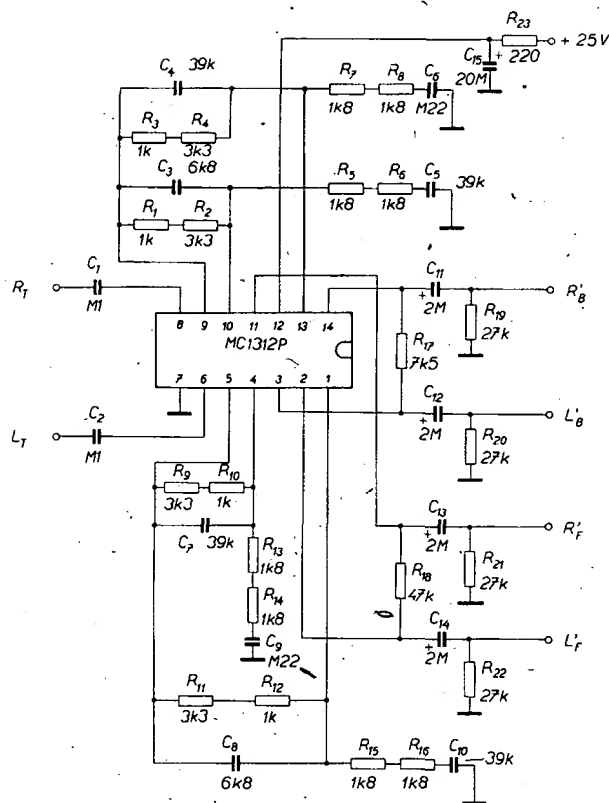 R23
+ 25V
220
C15 +
20M
C4 39k
R7 R8 C6
1k8 1k8 M22
R3 R4
1k 3k3
C3 6k8
R5 R6 C5 39k
1k8 1k8
R1 R2
1k 3k3
RT C1
M1
C11
+ 2M
R'B
R19
27k
8 9 10 11 12 13 14
MC1312P
7 6 5 4 3 2 1
R17
7k5
C12
+ 2M
L'B
R20
27k
LT C2
M1
R9 R10
3k3 1k
C7 39k
R13
1k8
R14
1k8
C9
M22
C13
+ 2M
R'F
R21
27k
R18
47k
C14
+ 2M
L'F
R22
27k
R11 R12
3k3 1k
C8
6k8
R15 R16 C10 39k
1k8 1k8